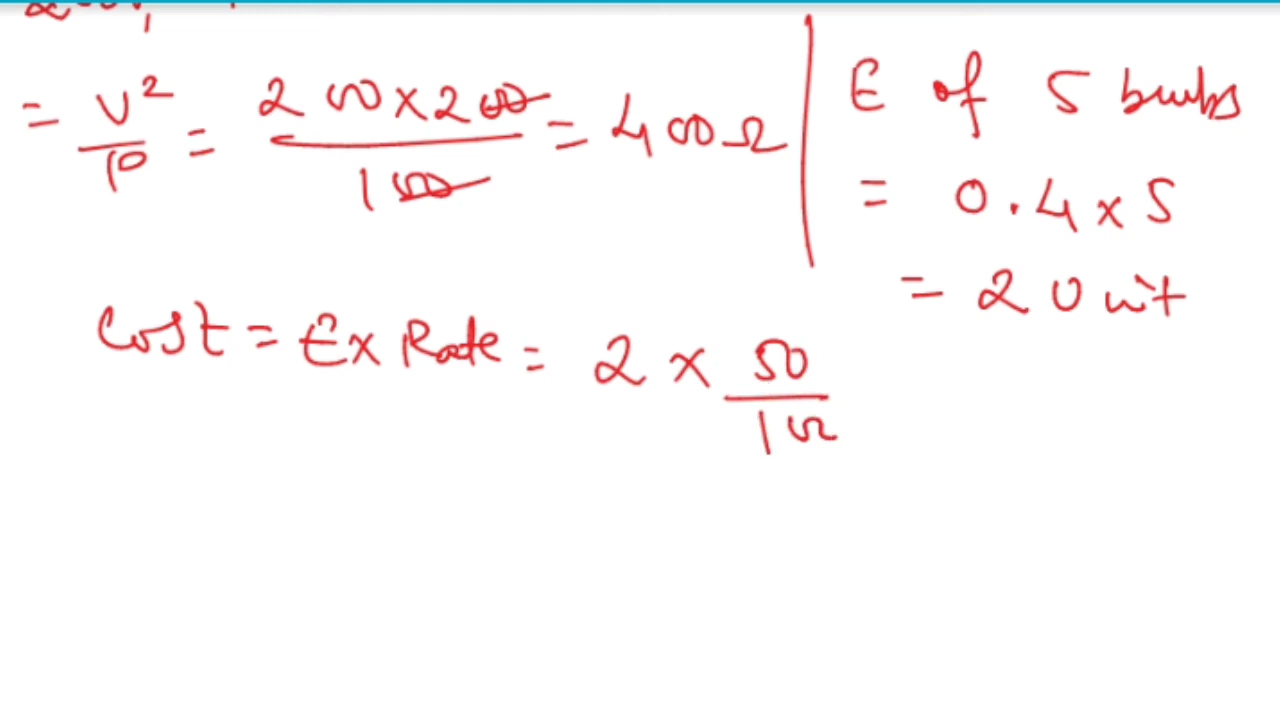 = V²/P = 200×200/100 = 400Ω
E of 5 bulbs
= 0.4×5
= 2 Unit
Cost = E× Rate = 2 × 50/100